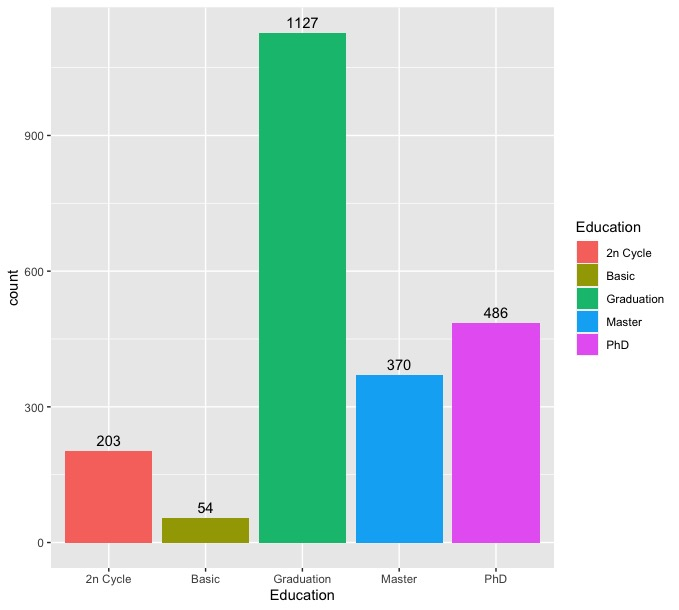 1127
900
600
300
0
count
203
54
370
486
2n Cycle
Basic
Graduation
Master
PhD
Education
Education
2n Cycle
Basic
Graduation
Master
PhD